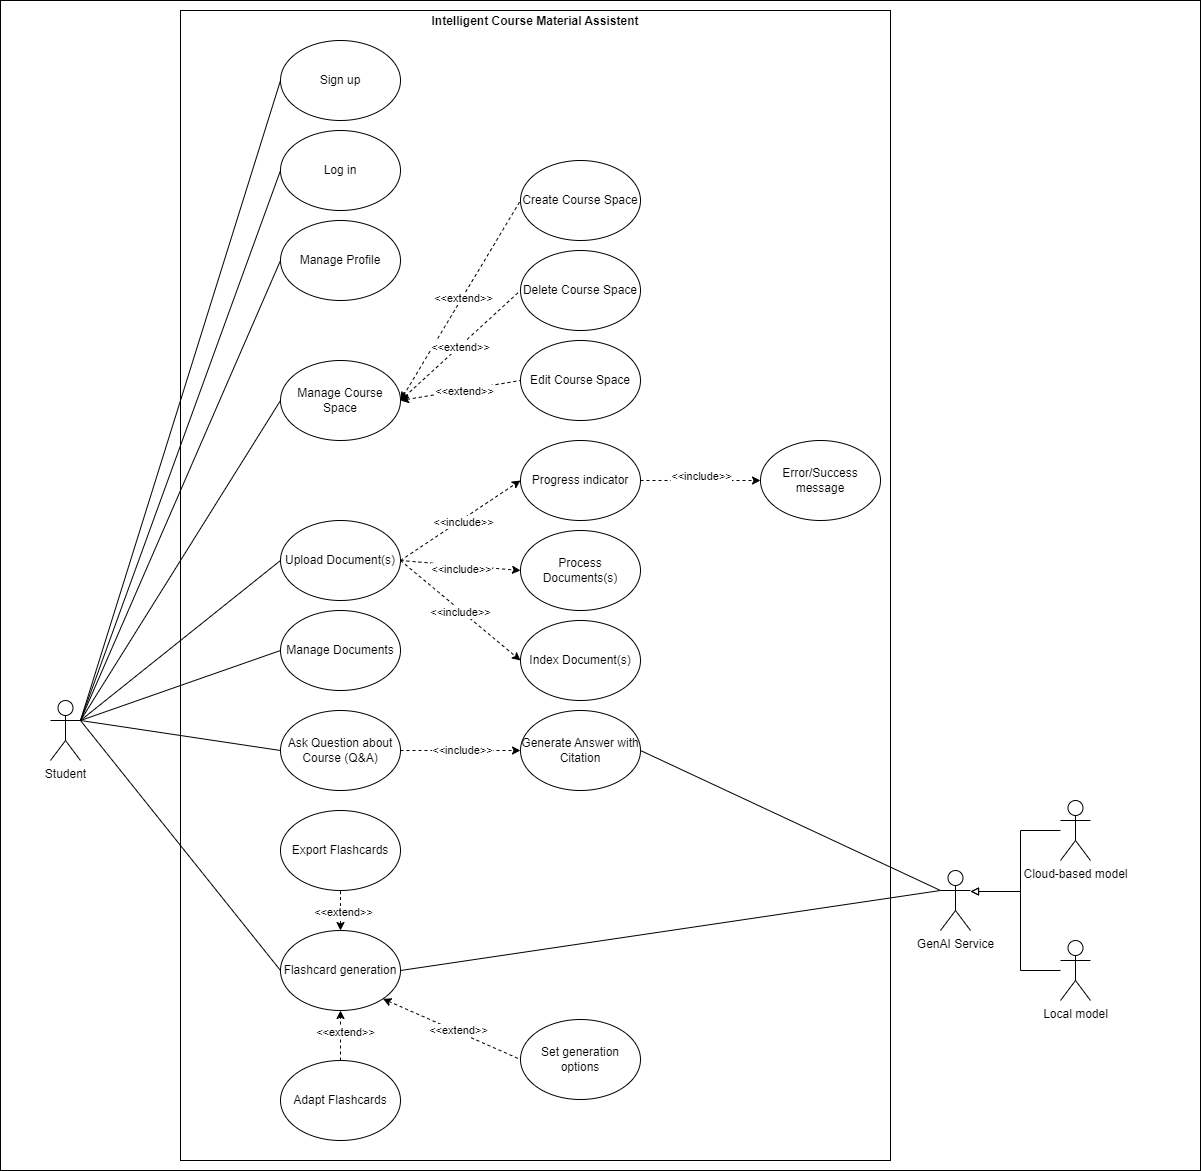 Intelligent Course Material Assistent
Sign up
Log in
Create Course Space
Manage Profile
Delete Course Space
<<extend>>
<<extend>>
Edit Course Space
<<extend>>
Manage Course
Space
Progress indicator
<<include>>
Error/Success
message
<<include>>
Upload Document(s)
<<include>>
Process
Documents(s)
<<include>>
Manage Documents
Index Document(s)
Student
Ask Question about
Course (Q&A)
<<include>>
Generate Answer with
Citation
Export Flashcards
<<extend>>
Cloud-based model
GenAI Service
Flashcard generation
Local model
<<extend>>
<<extend>>
Set generation
options
Adapt Flashcards